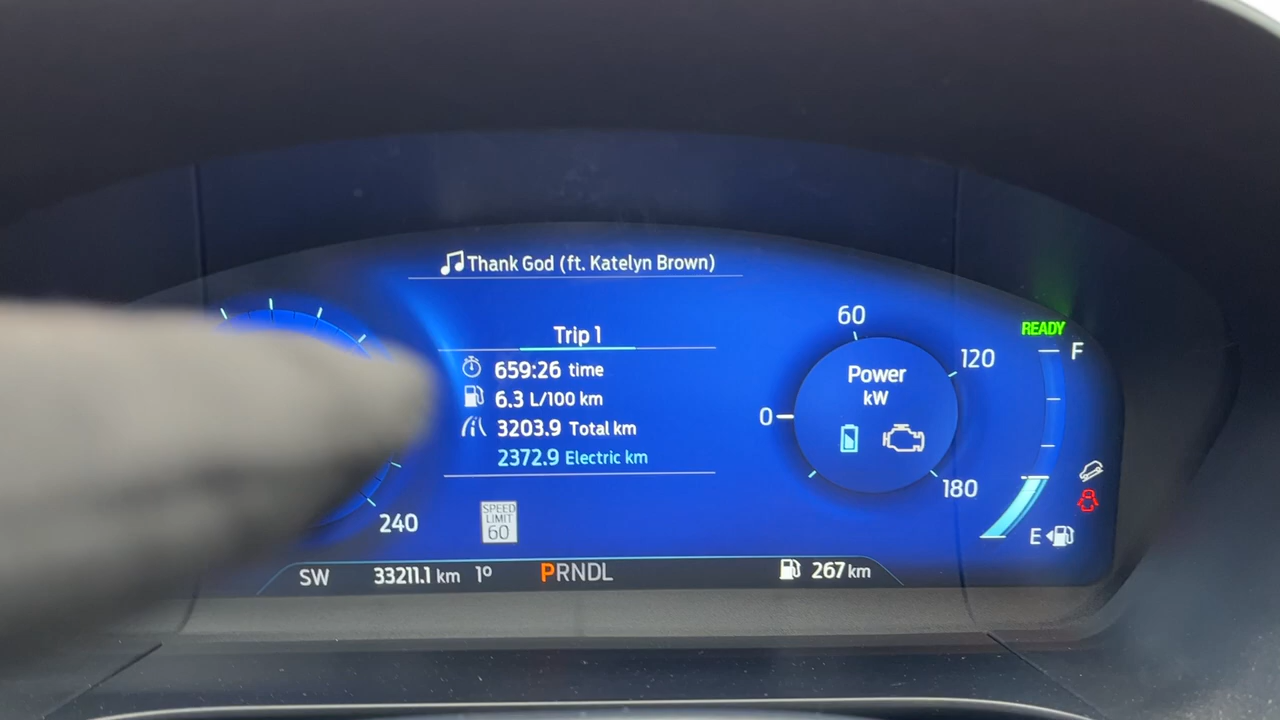 Thank God (ft. Katelyn Brown)
Trip 1
659:26 time
6.3 L/100 km
3203.9 Total km
2372.9 Electric km
SPEED
LIMIT
60
240
0
60
120
180
Power
kW
READY
F
E
SW 33211.1 km 1° PRNDL 267 km